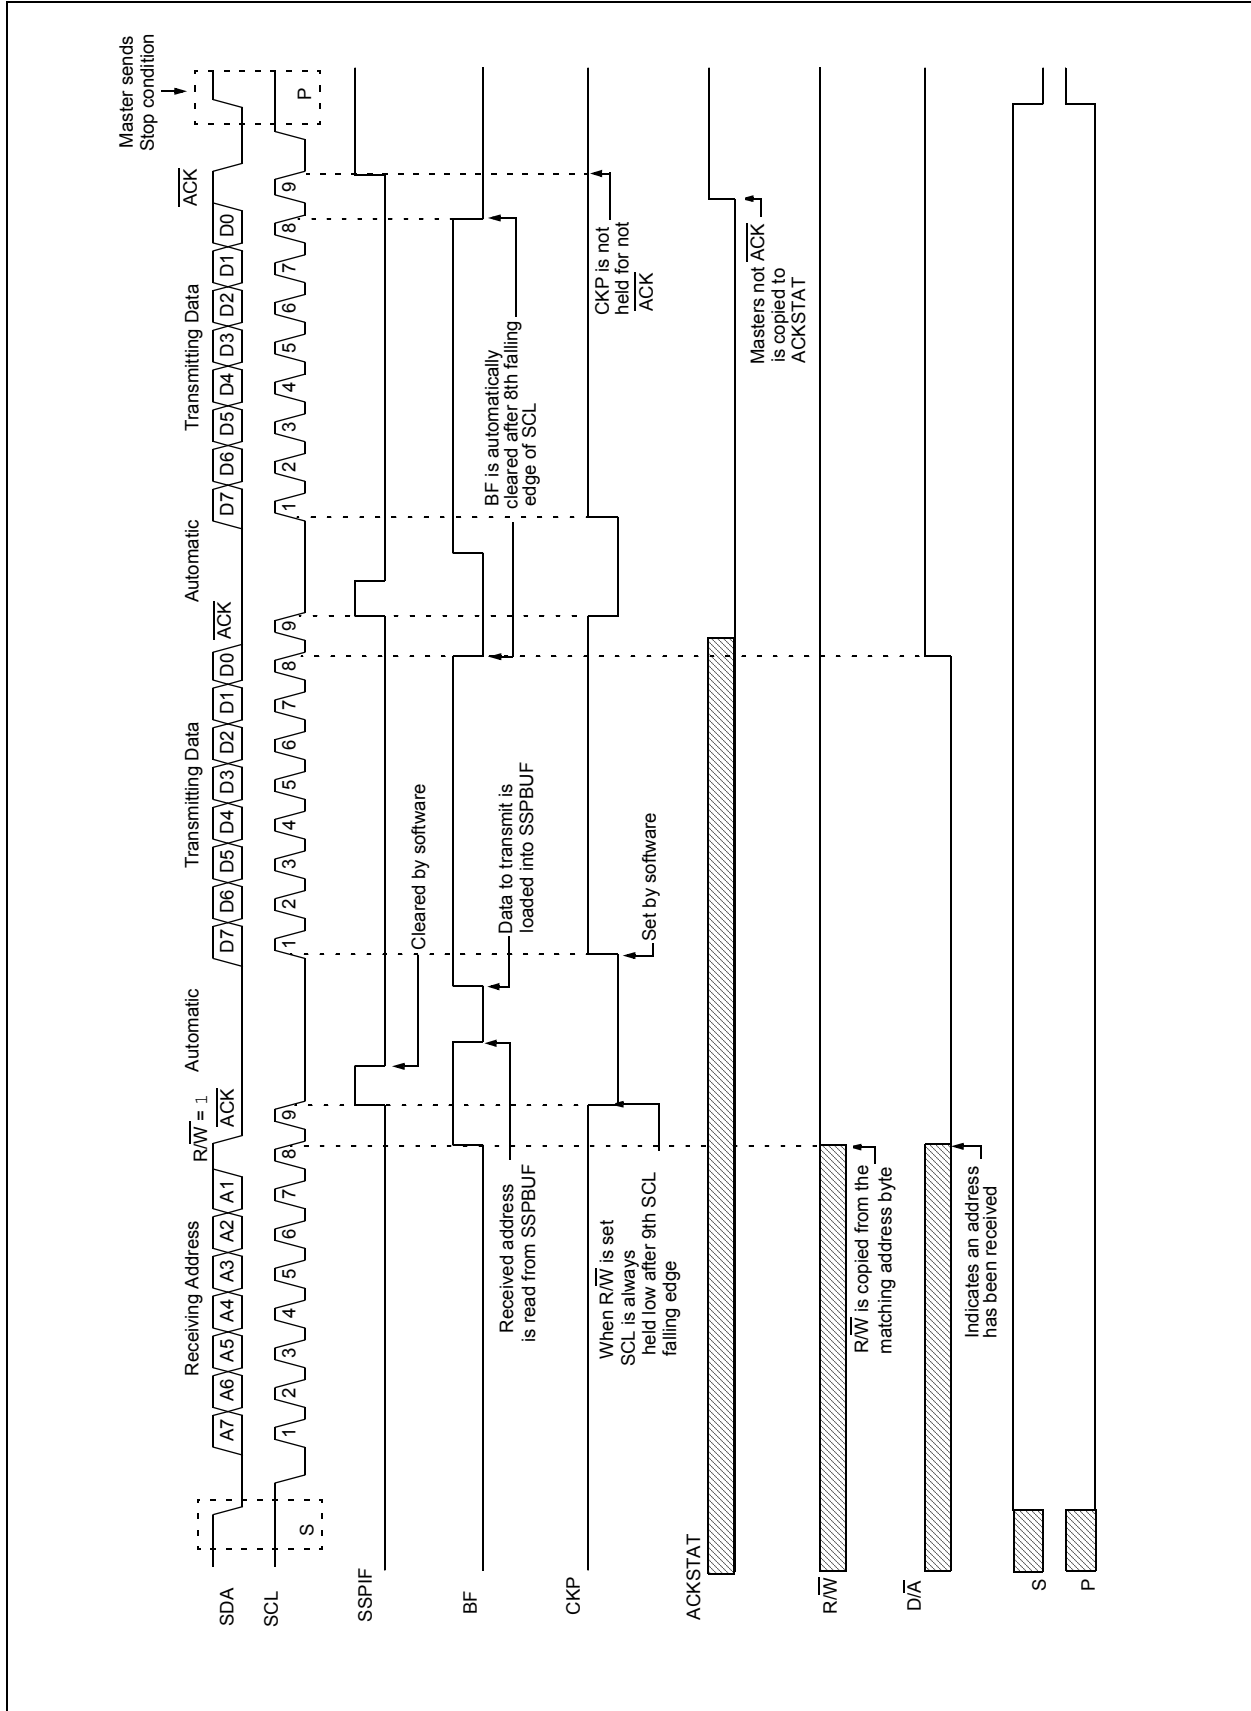 Master sends
Stop condition
Receiving Address
R/W = 1
ACK
Automatic
Transmitting Data
ACK
Automatic
Transmitting Data
ACK
SDA
A7 A6 A5 A4 A3 A2 A1
D7 D6 D5 D4 D3 D2 D1 D0
D7 D6 D5 D4 D3 D2 D1 D0
SCL
S
1 2 3 4 5 6 7 8 9
1 2 3 4 5 6 7 8 9
1 2 3 4 5 6 7 8 9
P
SSPIF
Cleared by software
BF
Received address
is read from SSPBUF
Data to transmit is
loaded into SSPBUF
BF is automatically
cleared after 8th falling
edge of SCL
CKP
When R/W is set
SCL is always
held low after 9th SCL
falling edge
Set by software
CKP is not
held for not
ACK
ACKSTAT
Masters not ACK
is copied to
ACKSTAT
R/W
R/W is copied from the
matching address byte
D/A
Indicates an address
has been received
S
P